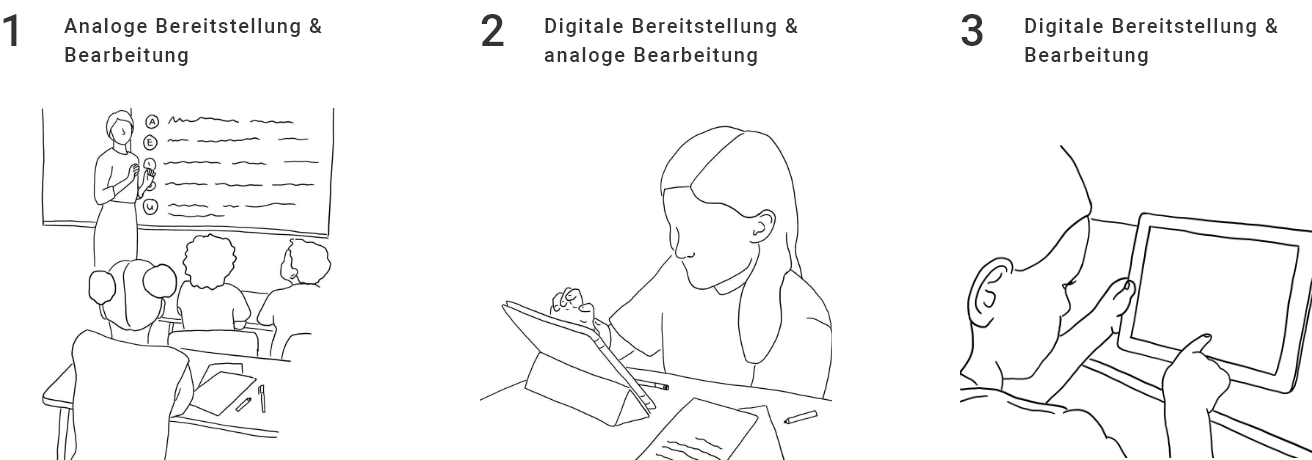 1
Analoge Bereitstellung &
Bearbeitung
2
Digitale Bereitstellung &
analoge Bearbeitung
3
Digitale Bereitstellung &
Bearbeitung
A
E
U